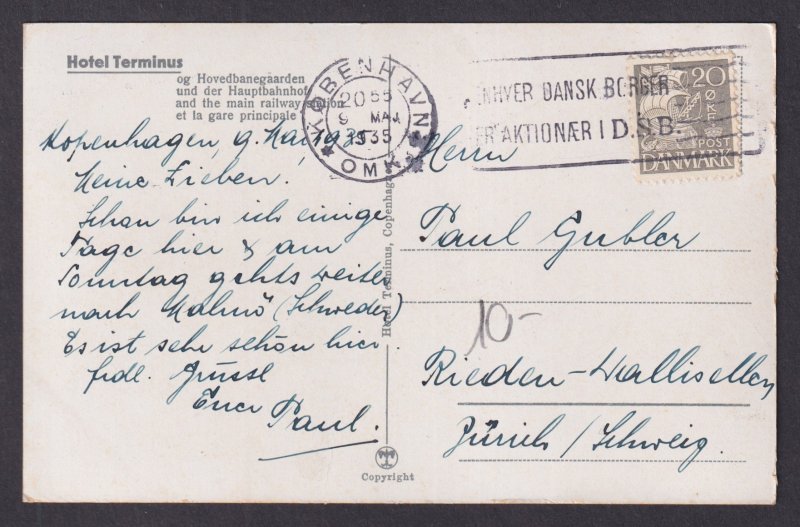 Hotel Terminus
og Hovedbanegaarden
und der Hauptbahnhof
and the main railway station
et la gare principale
Kopenhagen, 9. Mai 1935
Meine Lieben!
Schon bin ich einige
Tage hier & am
Sonntag gehts weiter
nach Malmö (Schweden)
Es ist sehr schön hier.
frdl. Grüsse
Euer Paul.
KØBENHAVN
20 55
9 MAJ
1935
OMK.
ENHVER DANSK BORGER
ER AKTIONÆR I D.S.B.
20
ØRE
POST
DANMARK
Herrn
Paul Gubler
10-
Rieden-Wallisellen
Zürich / Schweiz.
Hotel Terminus, Copenhague
Copyright